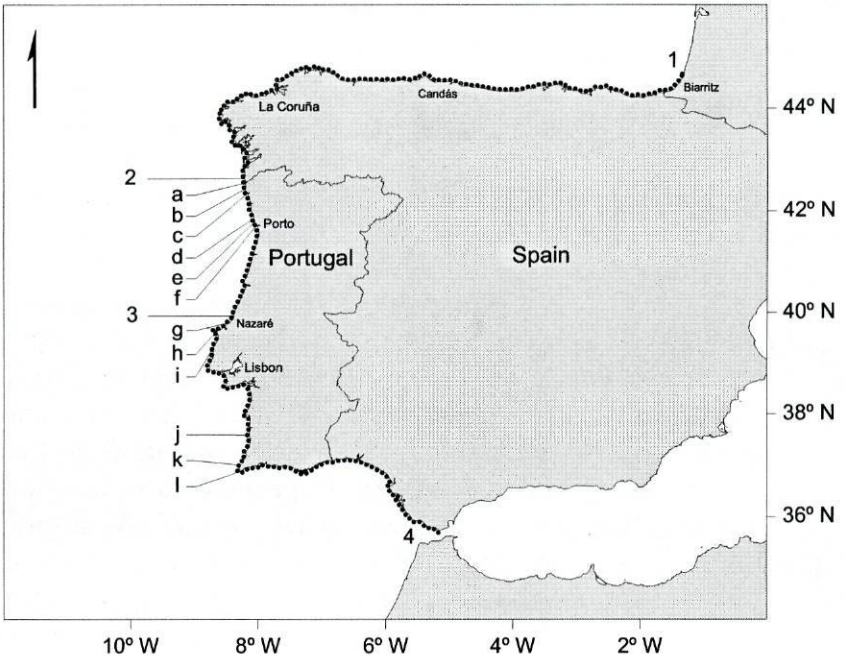 1
Biarritz
Candás
La Coruña
44º N
2
a
b
42º N
c
Porto
d
e
Portugal
Spain
f
3
40º N
g
Nazaré
h
i
Lisbon
38º N
j
k
l
36º N
4
10º W
8º W
6º W
4º W
2º W